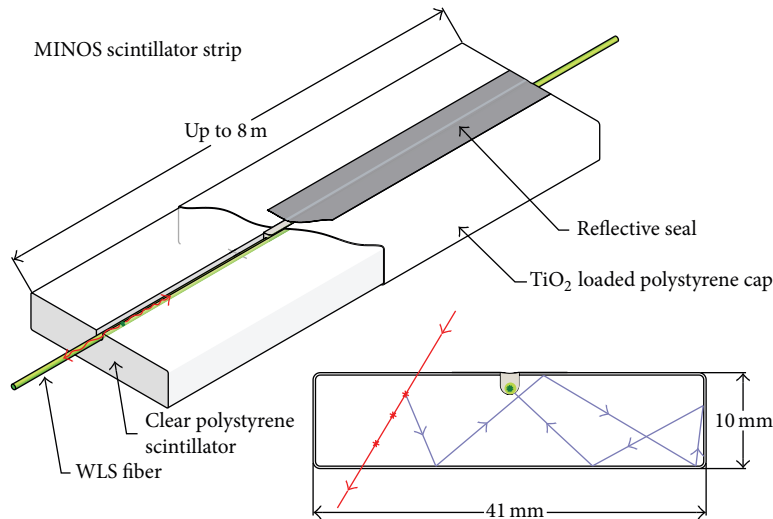 MINOS scintillator strip
Up to 8 m
Reflective seal
TiO₂ loaded polystyrene cap
Clear polystyrene
scintillator
WLS fiber
10 mm
41 mm